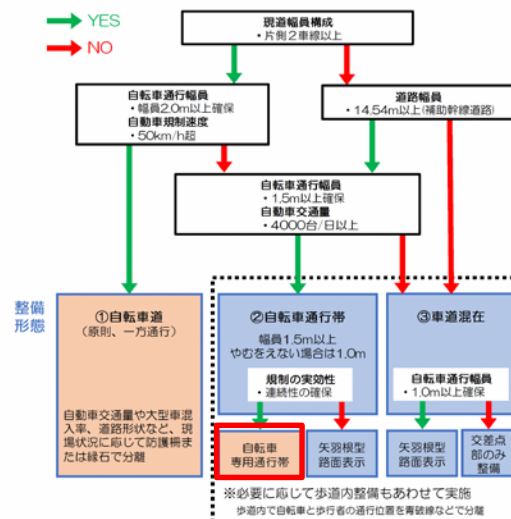 YES
NO
現道幅員構成
・片側2車線以上
自転車通行幅員
・幅員2.0m以上確保
自動車規制速度
・50km/h超
道路幅員
・14.54m以上(補助幹線道路)
自転車通行幅員
・1.5m以上確保
自動車交通量
・4000台/日以上
整備
形態
①自転車道
(原則、一方通行)
自動車交通量や大型車混
入率、道路形状など、現
場状況に応じて防護柵ま
たは縁石で分離
②自転車通行帯
幅員1.5m以上
やむをえない場合は1.0m
規制の実効性
・連続性の確保
自転車
専用通行帯
矢羽根型
路面表示
③車道混在
自転車通行幅員
・1.0m以上確保
矢羽根型
路面表示
交差点
部のみ
整備
※必要に応じて歩道内整備もあわせて実施
歩道内で自転車と歩行者の通行位置を青破線などで分離